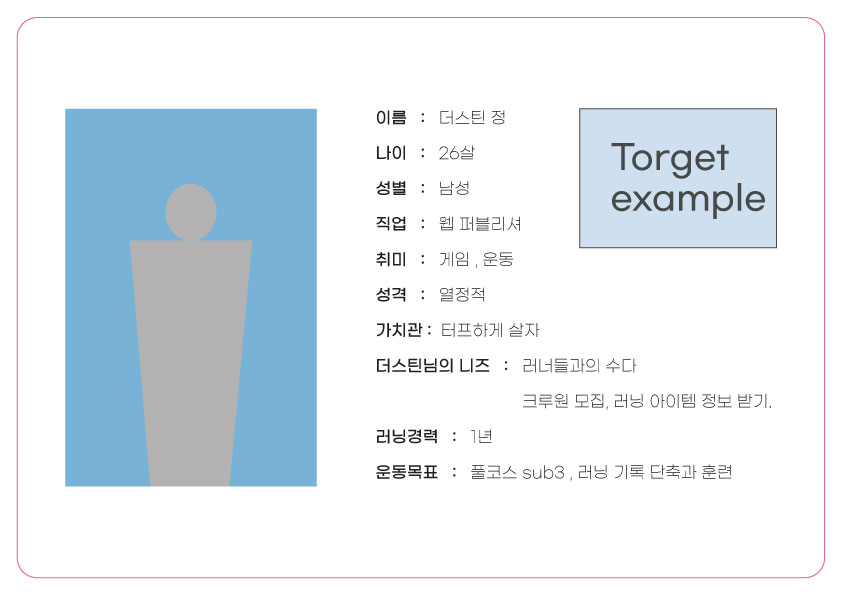 이름 : 더스틴 정
나이 : 26살
성별 : 남성
직업 : 웹 퍼블리셔
취미 : 게임 , 운동
성격 : 열정적
가치관 : 터프하게 살자
더스틴님의 니즈 : 러너들과의 수다
크루원 모집, 러닝 아이템 정보 받기.
러닝경력 : 1년
운동목표 : 풀코스 sub3 , 러닝 기록 단축과 훈련
Torget
example